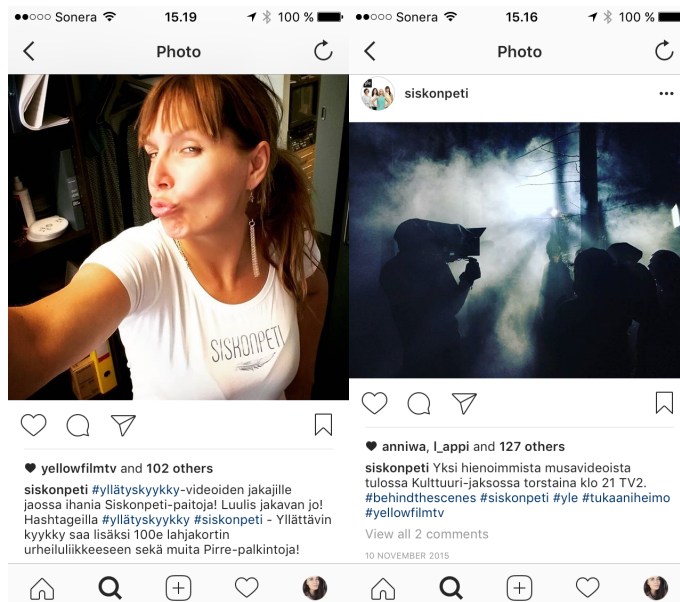 Sonera 15.19 100 %
Photo
SISKONPETI
yellowfilmtv and 102 others
siskonpeti #yllätyskyykky-videoiden jakajille
jaossa ihania Siskonpeti-paitoja! Luulis jakavan jo!
Hashtageilla #yllätyskyykky #siskonpeti - Yllättävin
kyykky saa lisäksi 100e lahjakortin
urheiluliikkeeseen sekä muita Pirre-palkintoja!
Sonera 15.16 100 %
Photo
siskonpeti
anniwa, l_appi and 127 others
siskonpeti Yksi hienoimmista musavideoista
tulossa Kulttuuri-jaksossa torstaina klo 21 TV2.
#behindthescenes #siskonpeti #yle #tukaaniheimo
#yellowfilmtv
View all 2 comments
10 NOVEMBER 2015